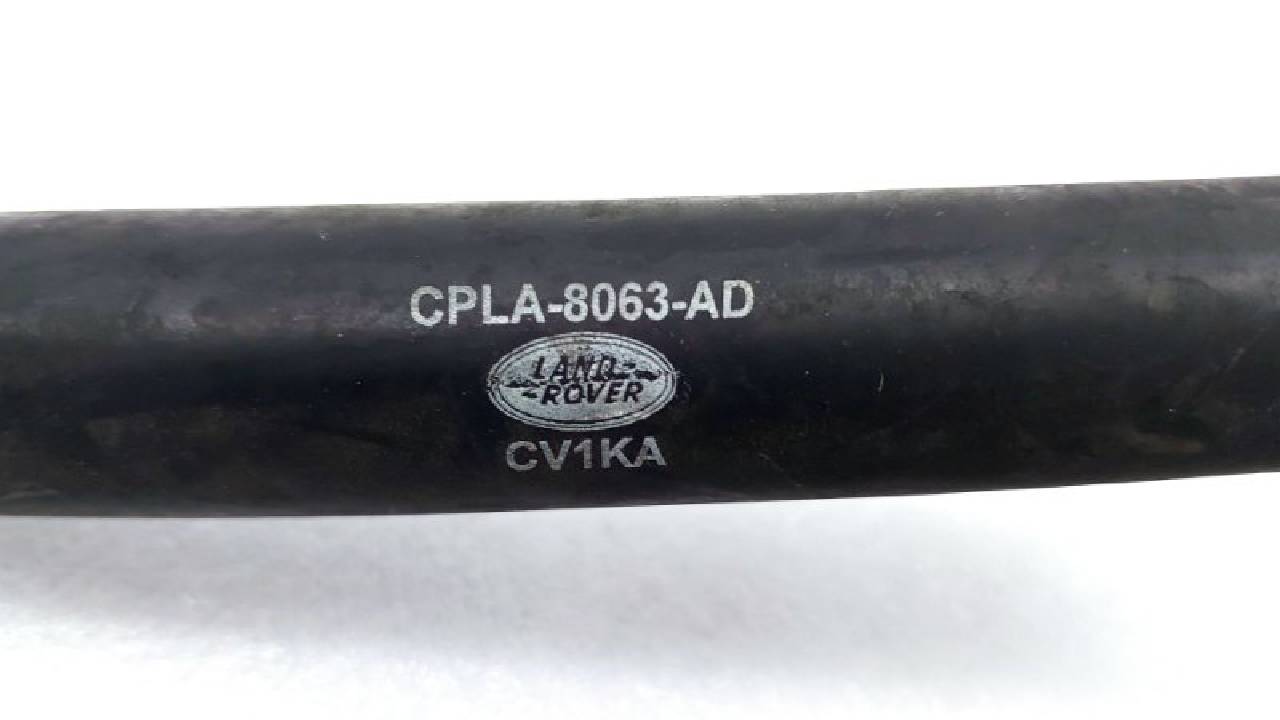 CPLA-8063-AD
LAND
ROVER
CV1KA